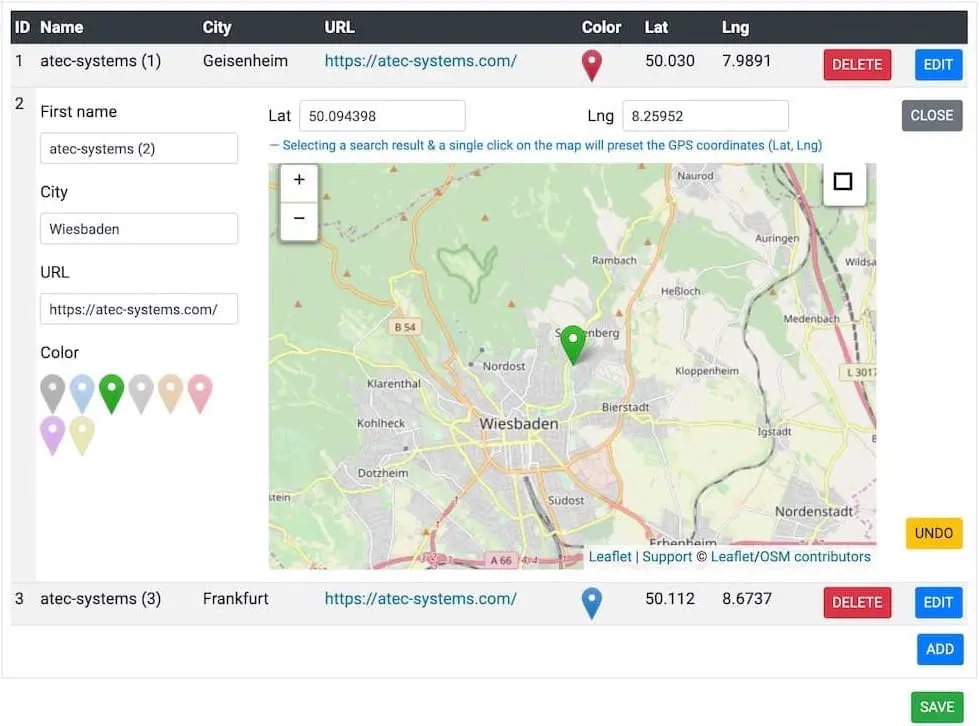 ID Name City URL Color Lat Lng
1 atec-systems (1) Geisenheim https://atec-systems.com/ 50.030 7.9891 DELETE EDIT
2
First name
atec-systems (2)
City
Wiesbaden
URL
https://atec-systems.com/
Color
Lat 50.094398 Lng 8.25952 CLOSE
— Selecting a search result & a single click on the map will preset the GPS coordinates (Lat, Lng)
+
−
Naurod
Auringen
Rambach
Wildsa
Heßloch
Medenbach
B 54
enberg
Nordost
Kloppenheim
L 3017
Klarenthal
Bierstadt
Kohlheck
Wiesbaden
Igstadt
Dotzheim
stein
Südost
Nordenstadt
Erbenheim
A 66
Leaflet | Support © Leaflet/OSM contributors
UNDO
3 atec-systems (3) Frankfurt https://atec-systems.com/ 50.112 8.6737 DELETE EDIT
ADD
SAVE